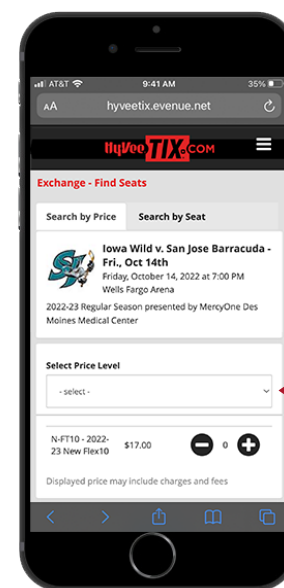 AT&T 9:41 AM 35%
AA hyveetix.evenue.net
HyVee TIX.COM
Exchange - Find Seats
Search by Price Search by Seat
Iowa Wild v. San Jose Barracuda -
Fri., Oct 14th
Friday, October 14, 2022 at 7:00 PM
Wells Fargo Arena
2022-23 Regular Season presented by MercyOne Des
Moines Medical Center
Select Price Level
- select -
N-FT10 - 2022-
23 New Flex10 $17.00 0
Displayed price may include charges and fees